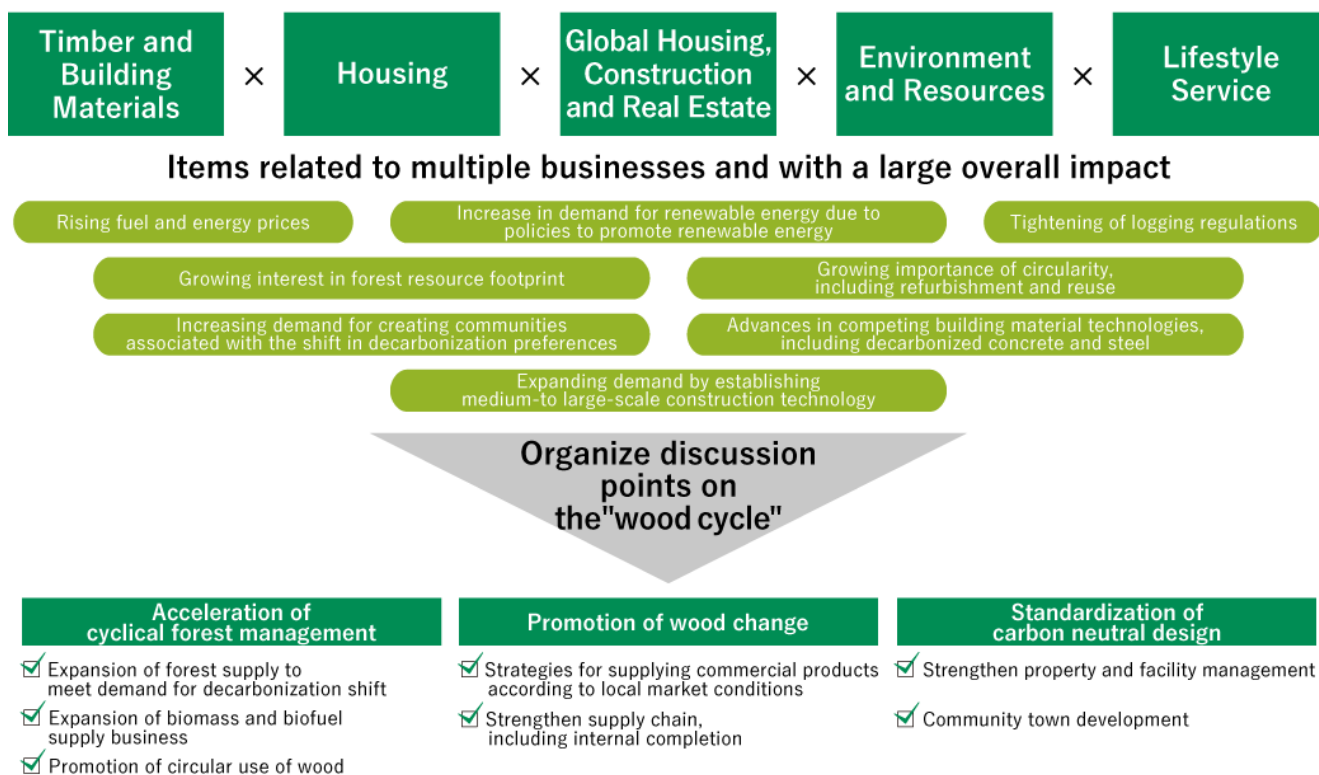 Timber and
Building
Materials
×
Housing
×
Global Housing,
Construction
and Real Estate
×
Environment
and Resources
×
Lifestyle
Service
Items related to multiple businesses and with a large overall impact
Rising fuel and energy prices
Increase in demand for renewable energy due to
policies to promote renewable energy
Tightening of logging regulations
Growing interest in forest resource footprint
Growing importance of circularity,
including refurbishment and reuse
Increasing demand for creating communities
associated with the shift in decarbonization preferences
Advances in competing building material technologies,
including decarbonized concrete and steel
Expanding demand by establishing
medium-to large-scale construction technology
Organize discussion
points on
the"wood cycle"
Acceleration of
cyclical forest management
Expansion of forest supply to
meet demand for decarbonization shift
Expansion of biomass and biofuel
supply business
Promotion of circular use of wood
Promotion of wood change
Strategies for supplying commercial products
according to local market conditions
Strengthen supply chain,
including internal completion
Standardization of
carbon neutral design
Strengthen property and facility management
Community town development